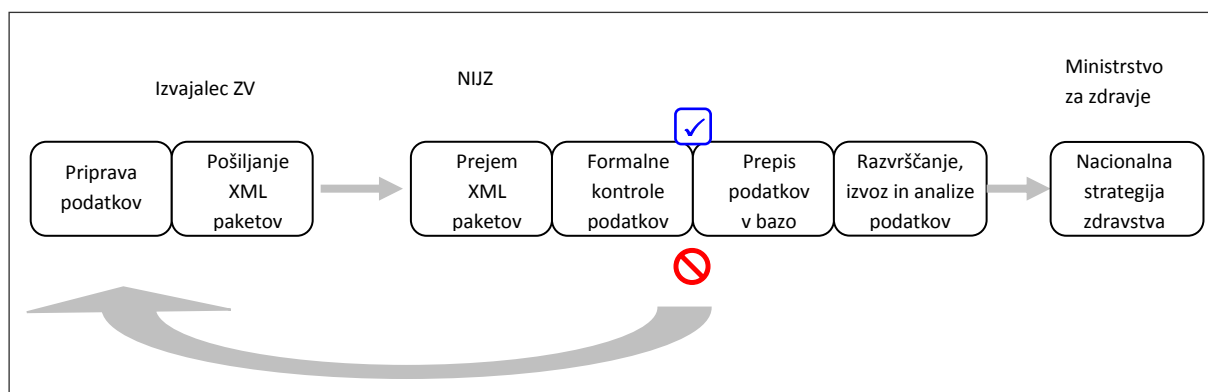 Izvajalec ZV
NIJZ
Ministrstvo
za zdravje
Priprava
podatkov
Pošiljanje
XML
paketov
Prejem
XML
paketov
Formalne
kontrole
podatkov
Prepis
podatkov
v bazo
Razvrščanje,
izvoz in analize
podatkov
Nacionalna
strategija
zdravstva